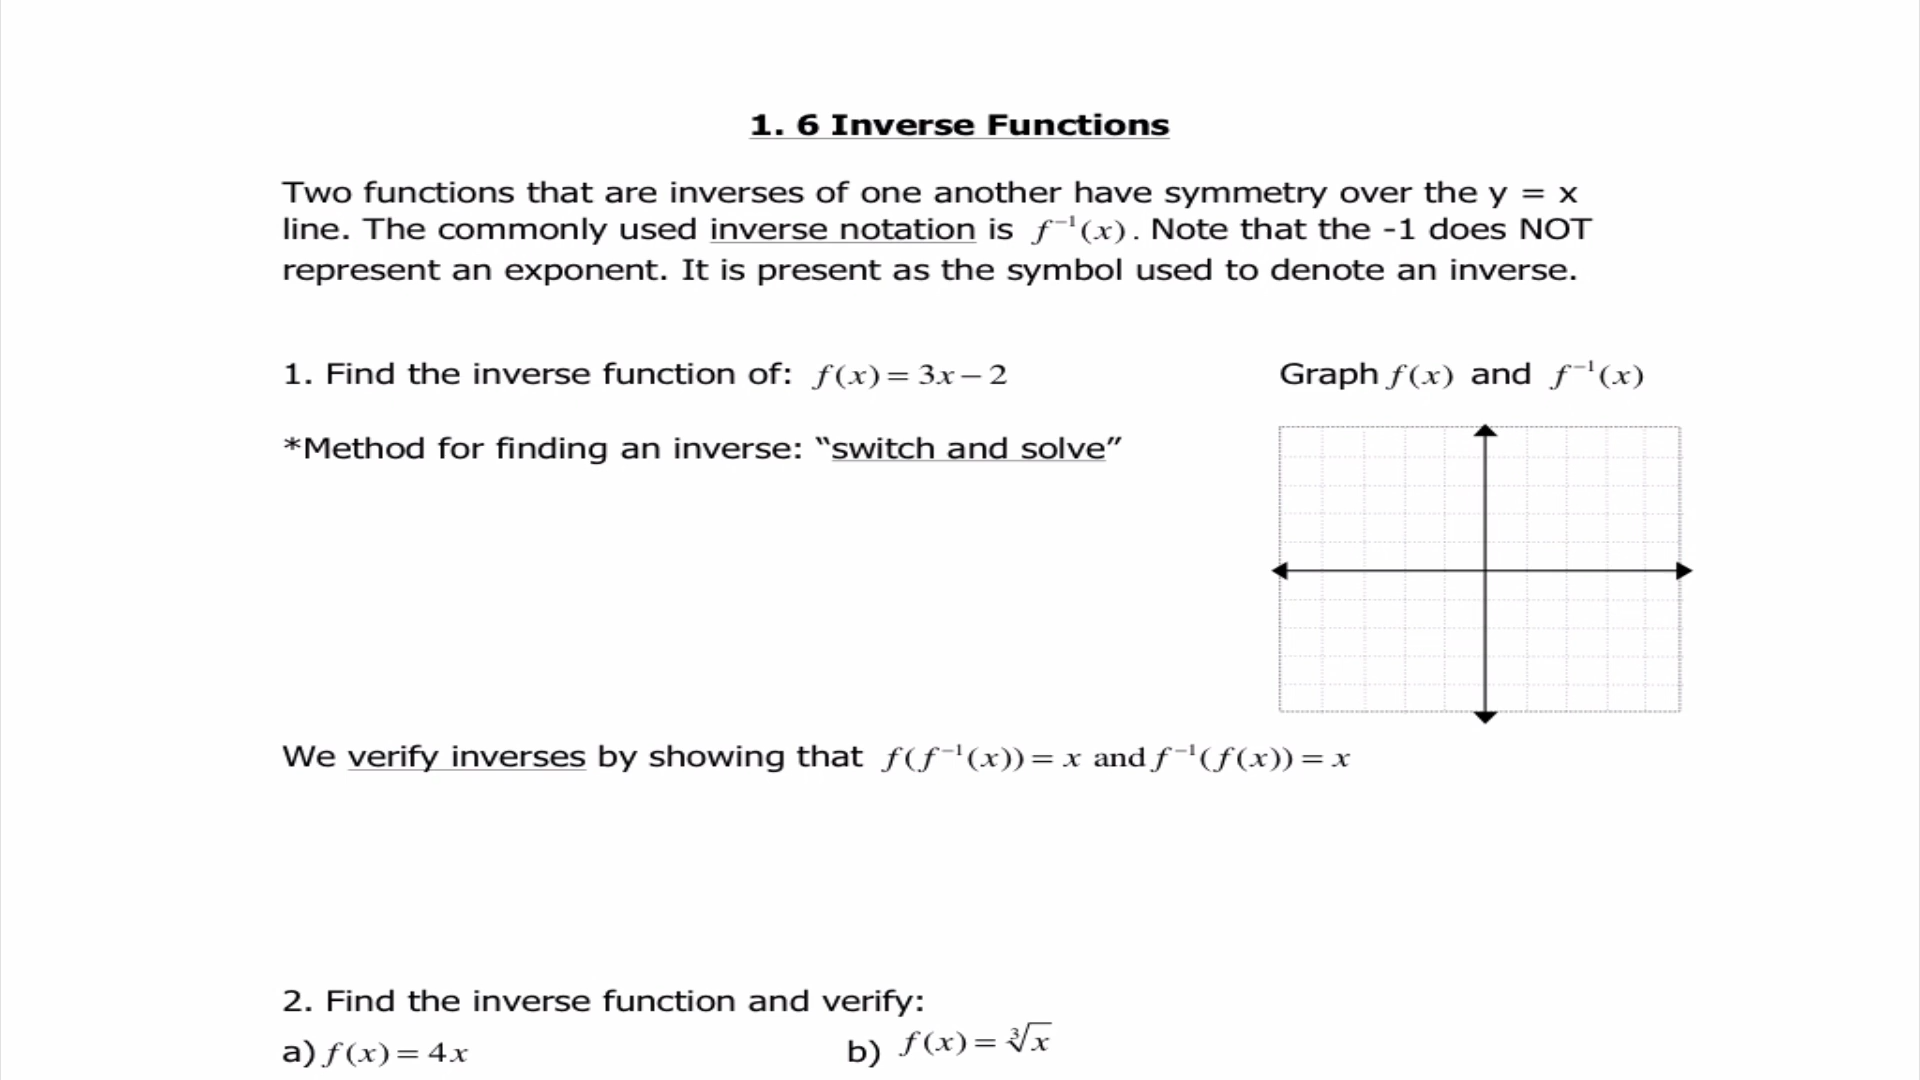 1. 6 Inverse Functions
Two functions that are inverses of one another have symmetry over the y = x
line. The commonly used inverse notation is f⁻¹(x). Note that the -1 does NOT
represent an exponent. It is present as the symbol used to denote an inverse.
1. Find the inverse function of: f(x) = 3x − 2
Graph f(x) and f⁻¹(x)
*Method for finding an inverse: “switch and solve”
We verify inverses by showing that f(f⁻¹(x)) = x and f⁻¹(f(x)) = x
2. Find the inverse function and verify:
a) f(x) = 4x
b) f(x) = ∛x